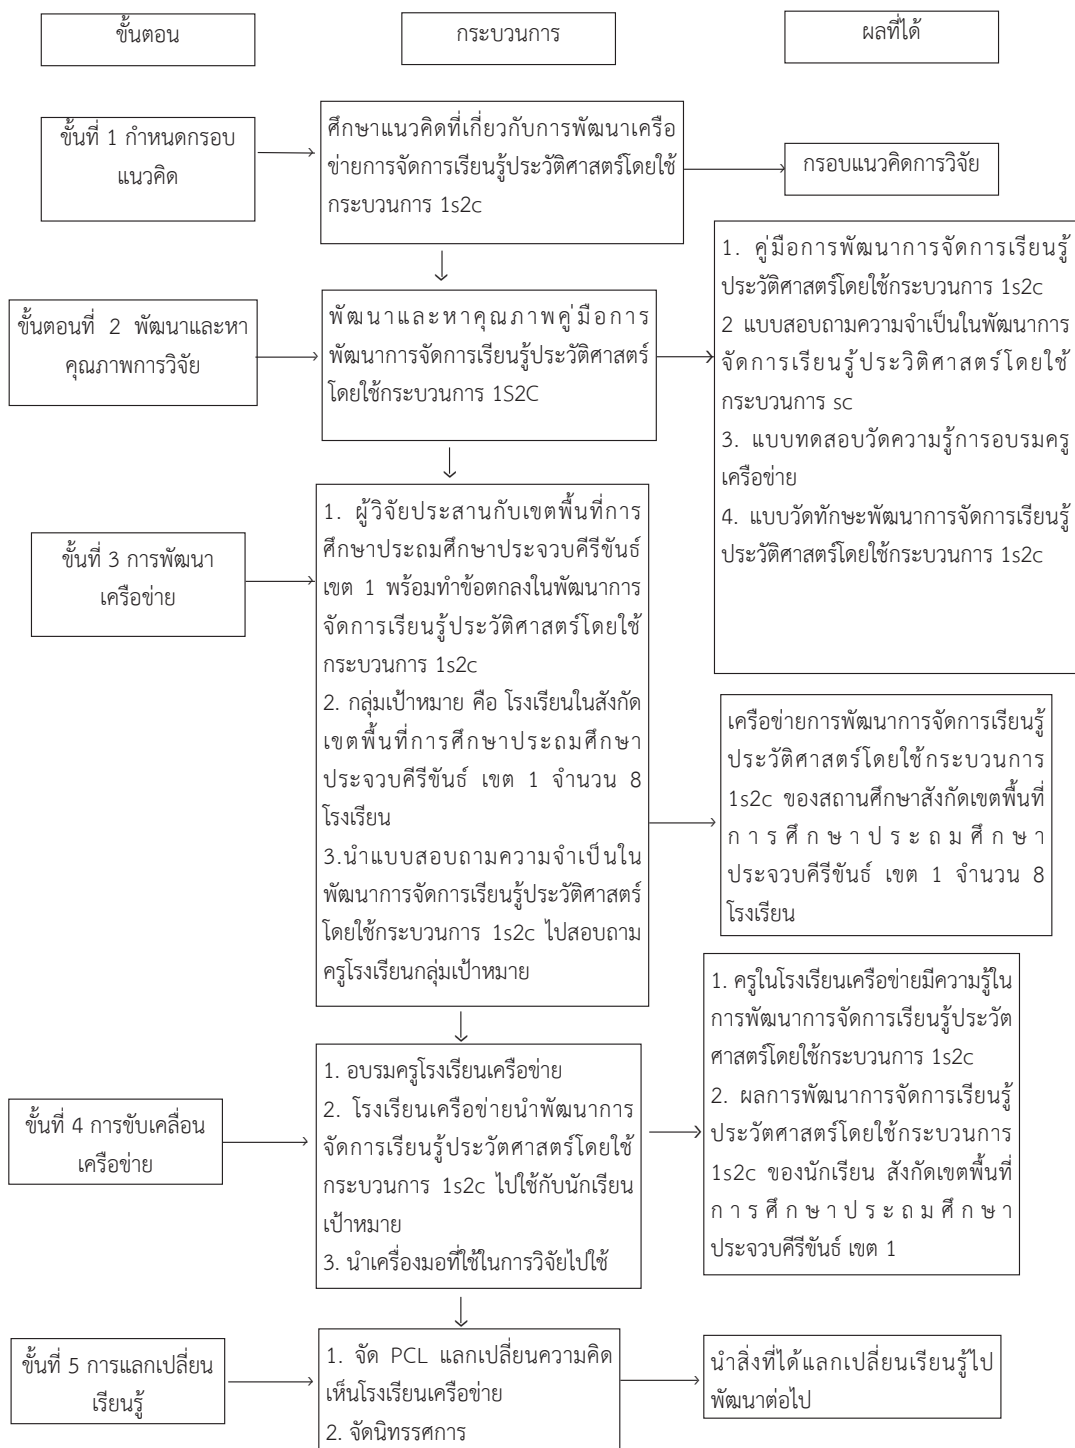 ขั้นตอน
กระบวนการ
ผลที่ได้
ขั้นที่ 1 กำหนดกรอบ
แนวคิด
ศึกษาแนวคิดที่เกี่ยวกับการพัฒนาเครือ
ข่ายการจัดการเรียนรู้ประวัติศาสตร์โดยใช้
กระบวนการ 1s2c
กรอบแนวคิดการวิจัย
ขั้นตอนที่ 2 พัฒนาและหา
คุณภาพการวิจัย
พัฒนาและหาคุณภาพคู่มือการ
พัฒนาการจัดการเรียนรู้ประวัติศาสตร์
โดยใช้กระบวนการ 1S2C
1. คู่มือการพัฒนาการจัดการเรียนรู้
ประวัติศาสตร์โดยใช้กระบวนการ 1s2c
2 แบบสอบถามความจำเป็นในพัฒนาการ
จัดการเรียนรู้ประวิติศาสตร์โดยใช้
กระบวนการ sc
3. แบบทดสอบวัดความรู้การอบรมครู
เครือข่าย
4. แบบวัดทักษะพัฒนาการจัดการเรียนรู้
ประวัติศาสตร์โดยใช้กระบวนการ 1s2c
ขั้นที่ 3 การพัฒนา
เครือข่าย
1. ผู้วิจัยประสานกับเขตพื้นที่การ
ศึกษาประถมศึกษาประจวบคีรีขันธ์
เขต 1 พร้อมทำข้อตกลงในพัฒนาการ
จัดการเรียนรู้ประวัติศาสตร์โดยใช้
กระบวนการ 1s2c
2. กลุ่มเป้าหมาย คือ โรงเรียนในสังกัด
เขตพื้นที่การศึกษาประถมศึกษา
ประจวบคีรีขันธ์ เขต 1 จำนวน 8
โรงเรียน
3.นำแบบสอบถามความจำเป็นใน
พัฒนาการจัดการเรียนรู้ประวัติศาสตร์
โดยใช้กระบวนการ 1s2c ไปสอบถาม
ครูโรงเรียนกลุ่มเป้าหมาย
เครือข่ายการพัฒนาการจัดการเรียนรู้
ประวัติศาสตร์โดยใช้กระบวนการ
1s2c ของสถานศึกษาสังกัดเขตพื้นที่
การศึกษาประถมศึกษา
ประจวบคีรีขันธ์ เขต 1 จำนวน 8
โรงเรียน
ขั้นที่ 4 การขับเคลื่อน
เครือข่าย
1. อบรมครูโรงเรียนเครือข่าย
2. โรงเรียนเครือข่ายนำพัฒนาการ
จัดการเรียนรู้ประวัตศาสตร์โดยใช้
กระบวนการ 1s2c ไปใช้กับนักเรียน
เป้าหมาย
3. นำเครื่องมอที่ใช้ในการวิจัยไปใช้
1. ครูในโรงเรียนเครือข่ายมีความรู้ใน
การพัฒนาการจัดการเรียนรู้ประวัต
ศาสตร์โดยใช้กระบวนการ 1s2c
2. ผลการพัฒนาการจัดการเรียนรู้
ประวัตศาสตร์โดยใช้กระบวนการ
1s2c ของนักเรียน สังกัดเขตพื้นที่
การศึกษาประถมศึกษา
ประจวบคีรีขันธ์ เขต 1
ขั้นที่ 5 การแลกเปลี่ยน
เรียนรู้
1. จัด PCL แลกเปลี่ยนความคิด
เห็นโรงเรียนเครือข่าย
2. จัดนิทรรศการ
นำสิ่งที่ได้แลกเปลี่ยนเรียนรู้ไป
พัฒนาต่อไป